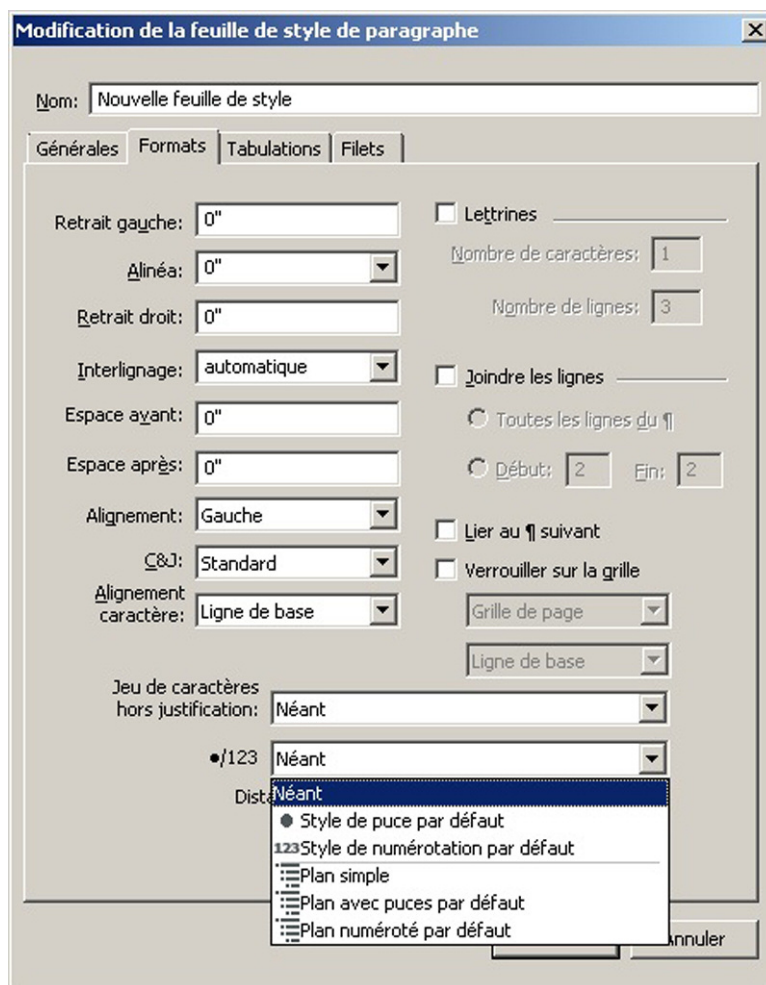 Modification de la feuille de style de paragraphe
Nom: Nouvelle feuille de style
Générales Formats Tabulations Filets
Retrait gauche: 0"
Alinéa: 0"
Retrait droit: 0"
Interlignage: automatique
Espace avant: 0"
Espace après: 0"
Alignement: Gauche
C&J: Standard
Alignement
caractère: Ligne de base
Lettrines
Nombre de caractères: 1
Nombre de lignes: 3
Joindre les lignes
Toutes les lignes du ¶
Début: 2 Fin: 2
Lier au ¶ suivant
Verrouiller sur la grille
Grille de page
Ligne de base
Jeu de caractères
hors justification: Néant
●/123 Néant
Néant
● Style de puce par défaut
123 Style de numérotation par défaut
Plan simple
Plan avec puces par défaut
Plan numéroté par défaut